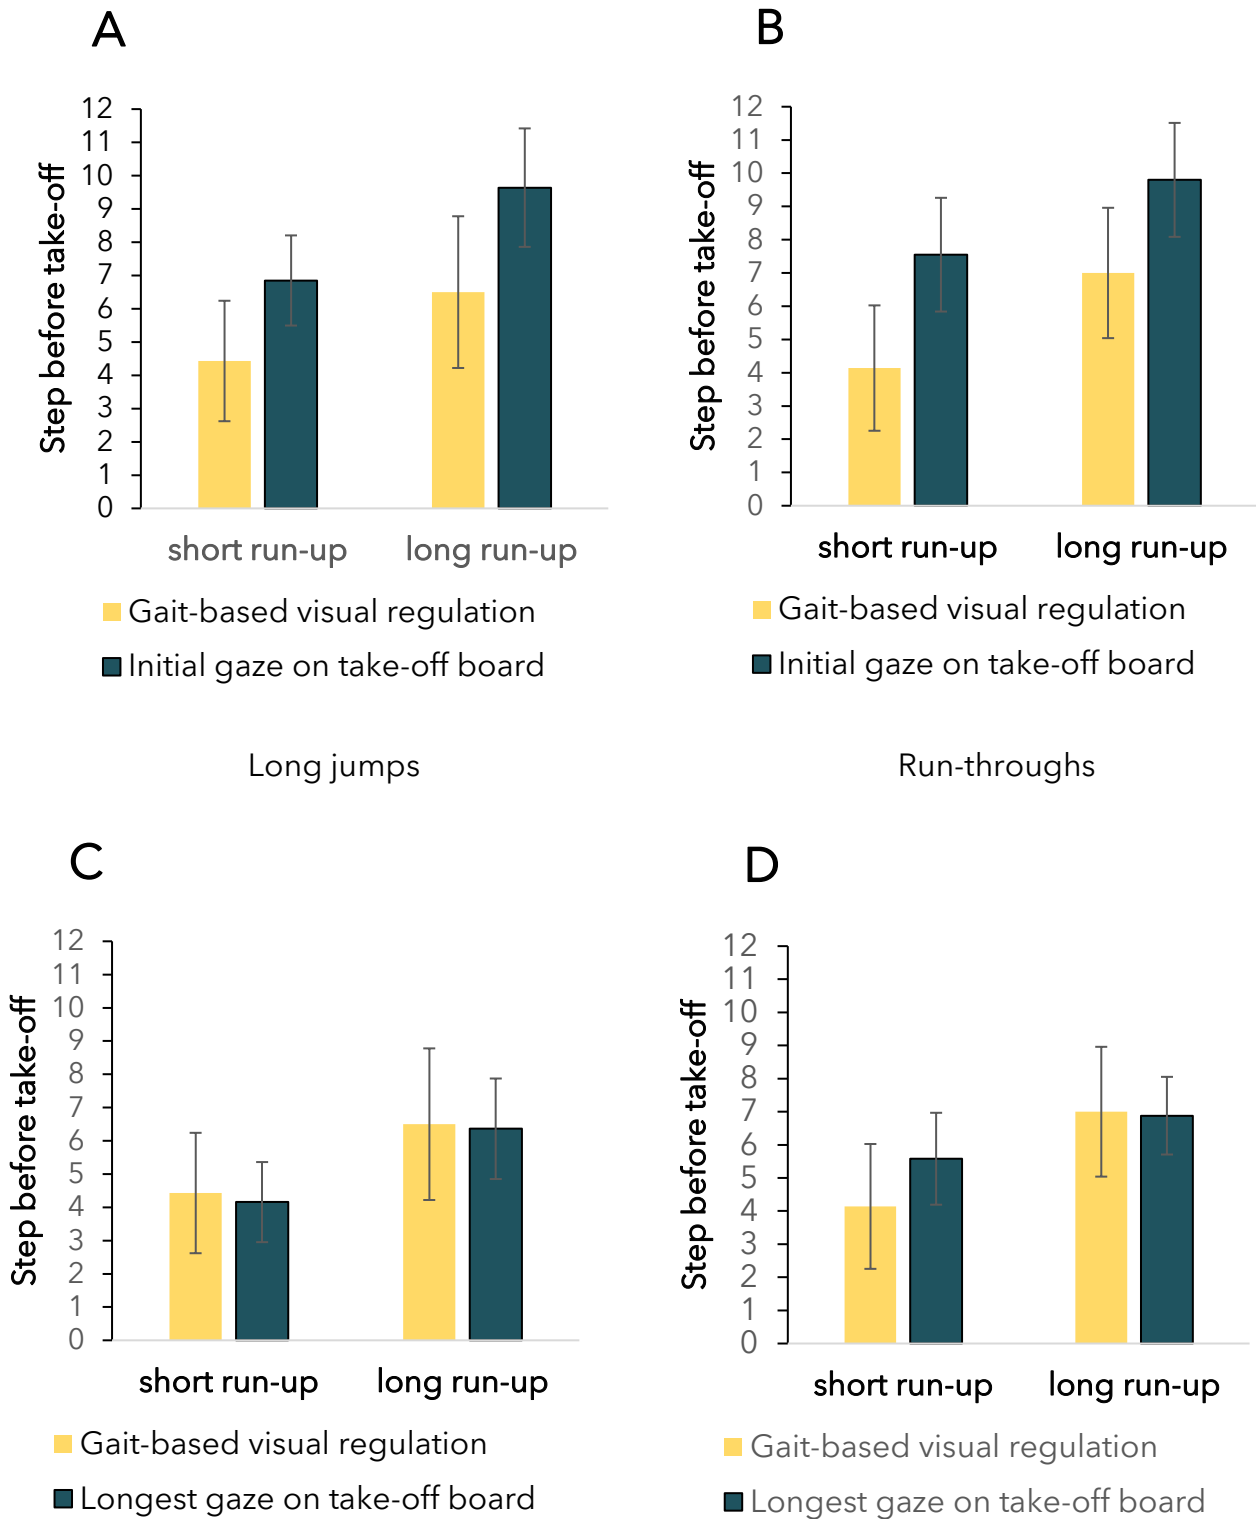 A
Step before take-off
12
11
10
9
8
7
6
5
4
3
2
1
0
short run-up long run-up
Gait-based visual regulation
Initial gaze on take-off board
Long jumps
B
Step before take-off
12
11
10
9
8
7
6
5
4
3
2
1
0
short run-up long run-up
Gait-based visual regulation
Initial gaze on take-off board
Run-throughs
C
Step before take-off
12
11
10
9
8
7
6
5
4
3
2
1
0
short run-up long run-up
Gait-based visual regulation
Longest gaze on take-off board
D
Step before take-off
12
11
10
9
8
7
6
5
4
3
2
1
0
short run-up long run-up
Gait-based visual regulation
Longest gaze on take-off board